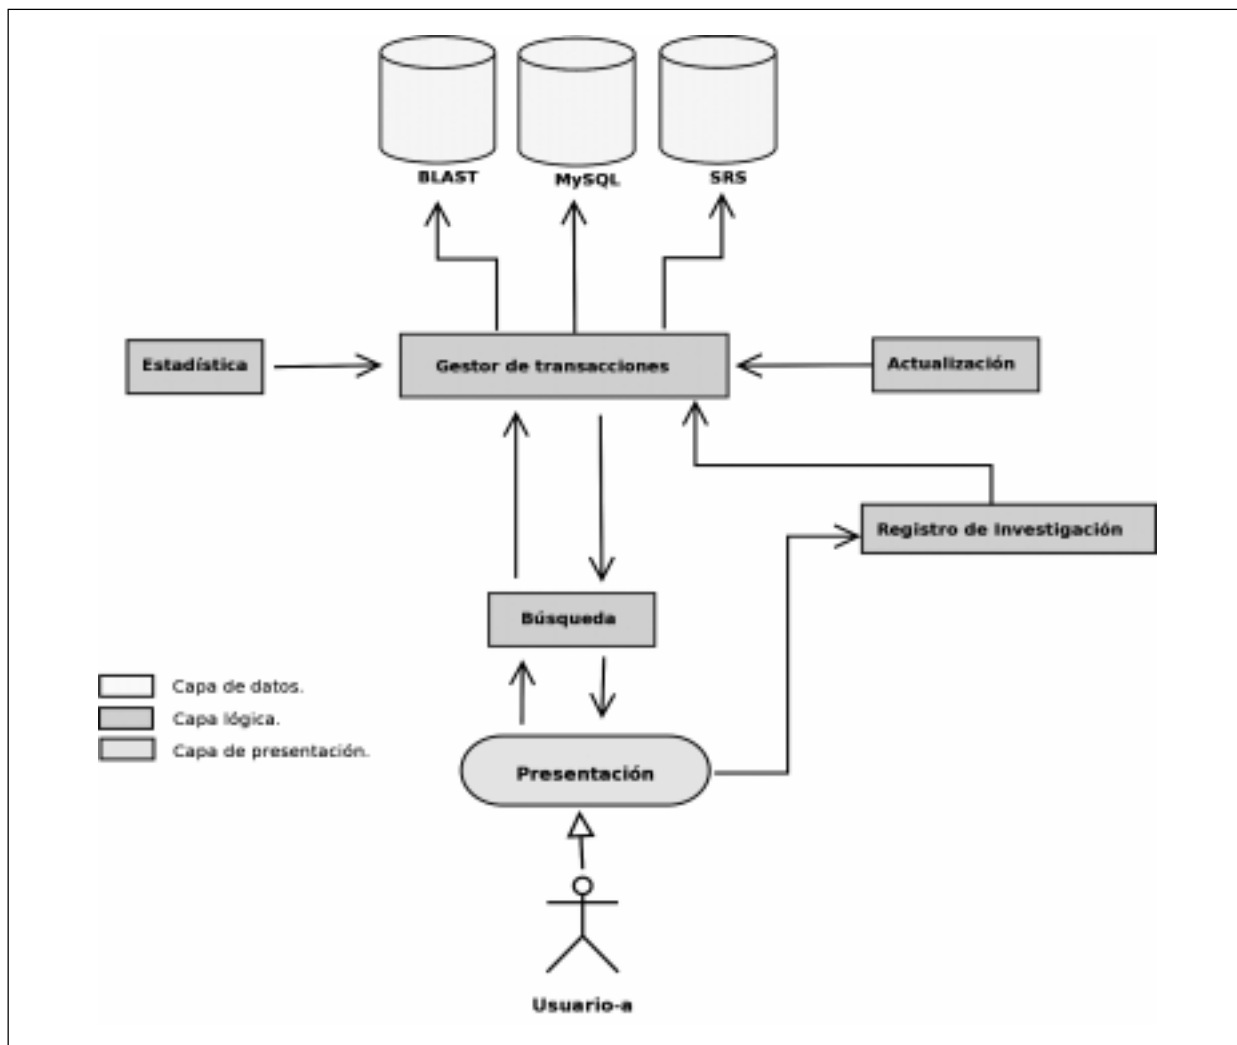 BLAST
MySQL
SRS
Estadística
Gestor de transacciones
Actualización
Registro de Investigación
Búsqueda
Capa de datos.
Capa lógica.
Capa de presentación.
Presentación
Usuario-a